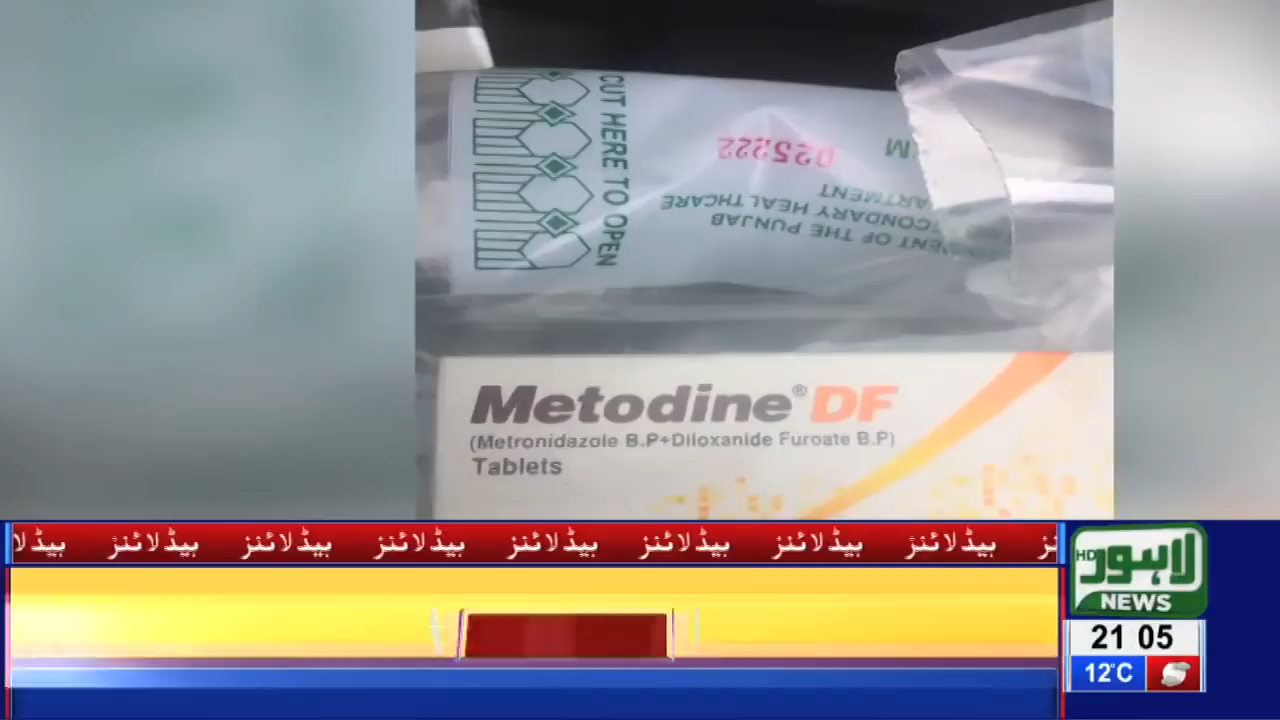 CUT HERE TO OPEN
025222
ARTMENT
CONDARY HEALTHCARE
ENT OF THE PUNJAB
Metodine® DF
(Metronidazole B.P+Diloxanide Furoate B.P)
Tablets
ہیڈلائنز ہیڈلائنز ہیڈلائنز ہیڈلائنز ہیڈلائنز ہیڈلائنز ہیڈلائنز
HD لاہور
NEWS
21 05
12°C